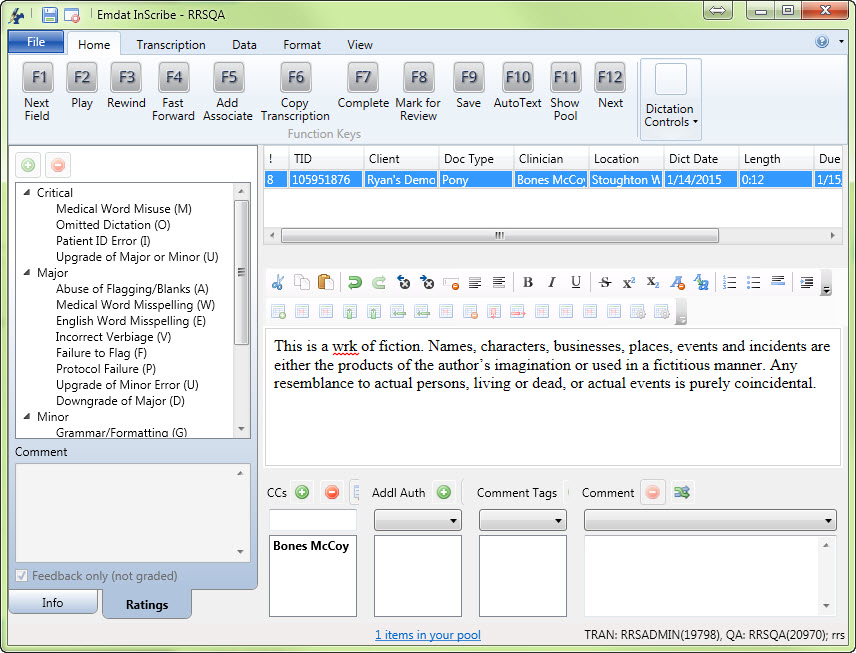 Emdat InScribe - RRSQA
File Home Transcription Data Format View
F1 F2 F3 F4 F5 F6 F7 F8 F9 F10 F11 F12
Next Field Play Rewind Fast Forward Add Associate Copy Transcription Complete Mark for Review Save AutoText Show Pool Next
Dictation Controls
Function Keys
! TID Client Doc Type Clinician Location Dict Date Length Due
8 105951876 Ryan's Demo Pony Bones McCoy Stoughton W 1/14/2015 0:12 1/15
Critical
Medical Word Misuse (M)
Omitted Dictation (O)
Patient ID Error (I)
Upgrade of Major or Minor (U)
Major
Abuse of Flagging/Blanks (A)
Medical Word Misspelling (W)
English Word Misspelling (E)
Incorrect Verbiage (V)
Failure to Flag (F)
Protocol Failure (P)
Upgrade of Minor Error (U)
Downgrade of Major (D)
Minor
Grammar/Formatting (G)
Comment
Feedback only (not graded)
Info Ratings
B I U S x² X₂
This is a wrk of fiction. Names, characters, businesses, places, events and incidents are
either the products of the author’s imagination or used in a fictitious manner. Any
resemblance to actual persons, living or dead, or actual events is purely coincidental.
CCs Addl Auth Comment Tags Comment
Bones McCoy
1 items in your pool
TRAN: RRSADMIN(19798), QA: RRSQA(20970); rrs